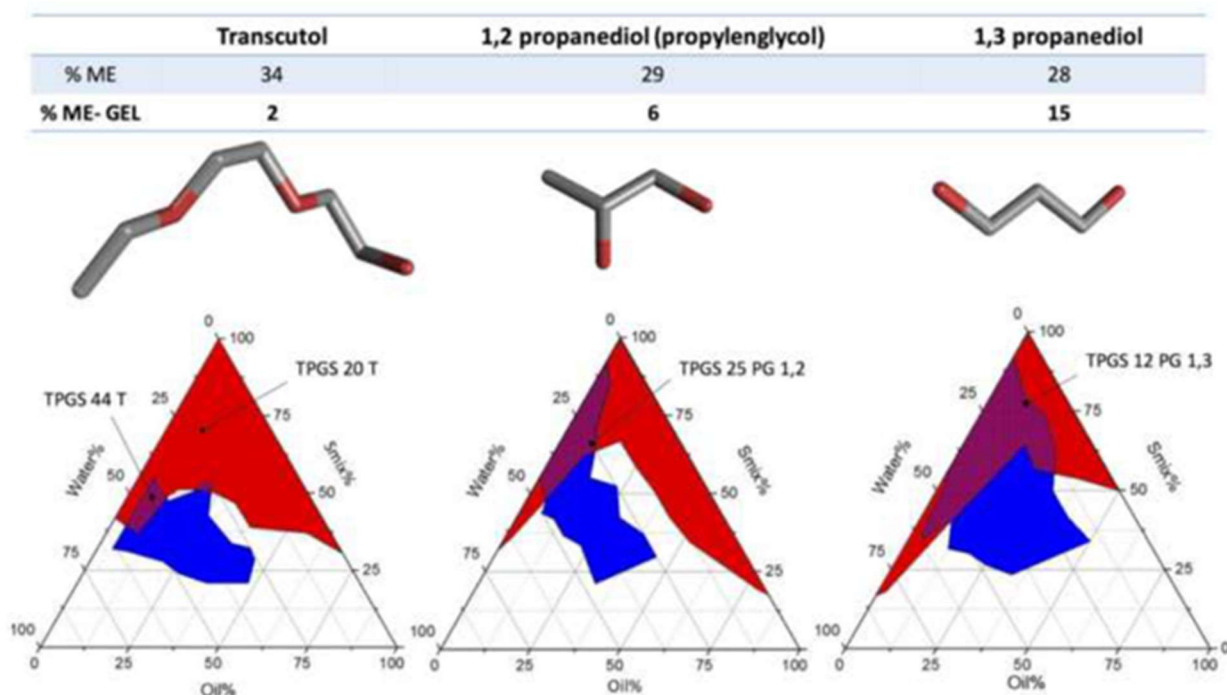 Transcutol 1,2 propanediol (propylenglycol) 1,3 propanediol
% ME 34 29 28
% ME- GEL 2 6 15
0
100
TPGS 20 T
TPGS 44 T
25
75
Water%
Smix%
50
50
75
25
100
0 25 50 75 100
Oil%
0
100
TPGS 25 PG 1,2
25
75
Water%
Smix%
50
50
75
25
100
0 25 50 75 100
Oil%
0
100
TPGS 12 PG 1,3
25
75
Water%
Smix%
50
50
75
25
100
0
0 25 50 75 100
Oil%